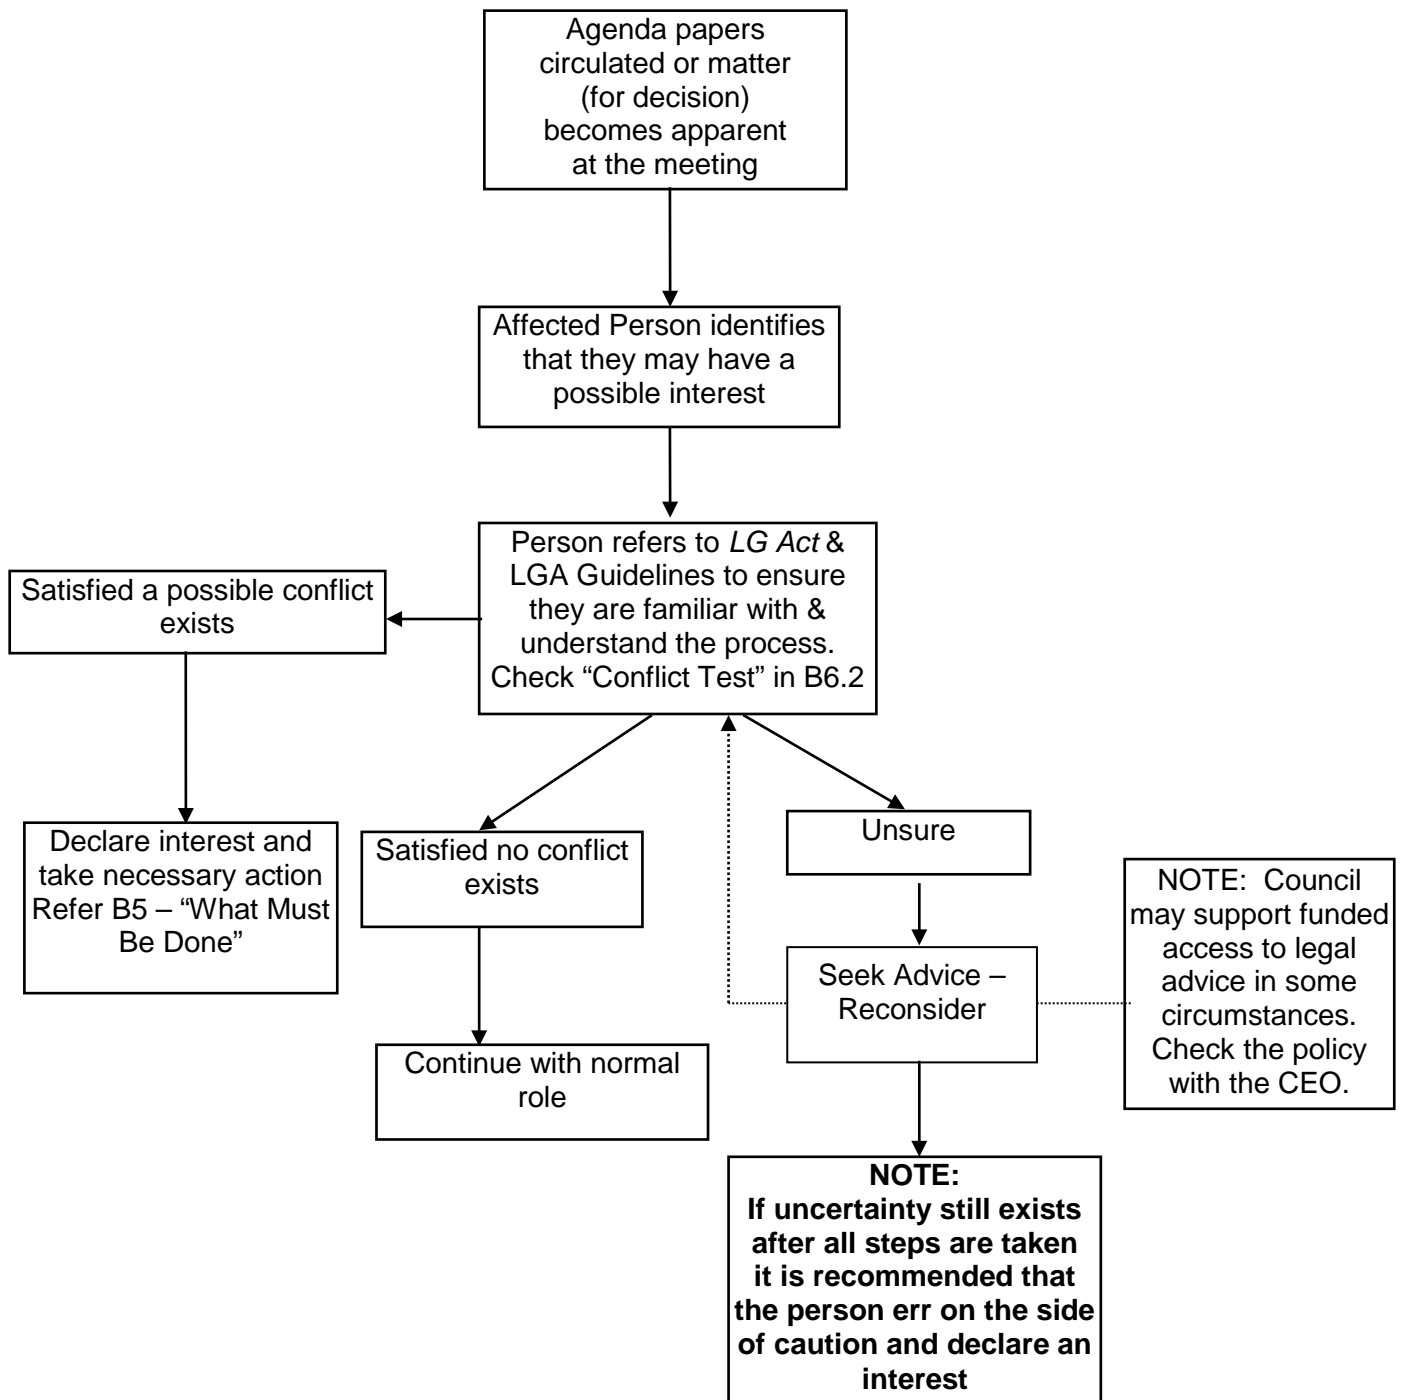 Agenda papers
circulated or matter
(for decision)
becomes apparent
at the meeting
Affected Person identifies
that they may have a
possible interest
Person refers to LG Act &
LGA Guidelines to ensure
they are familiar with &
understand the process.
Check “Conflict Test” in B6.2
Satisfied a possible conflict
exists
Declare interest and
take necessary action
Refer B5 – “What Must
Be Done”
Satisfied no conflict
exists
Continue with normal
role
Unsure
Seek Advice –
Reconsider
NOTE: Council
may support funded
access to legal
advice in some
circumstances.
Check the policy
with the CEO.
NOTE:
If uncertainty still exists
after all steps are taken
it is recommended that
the person err on the side
of caution and declare an
interest